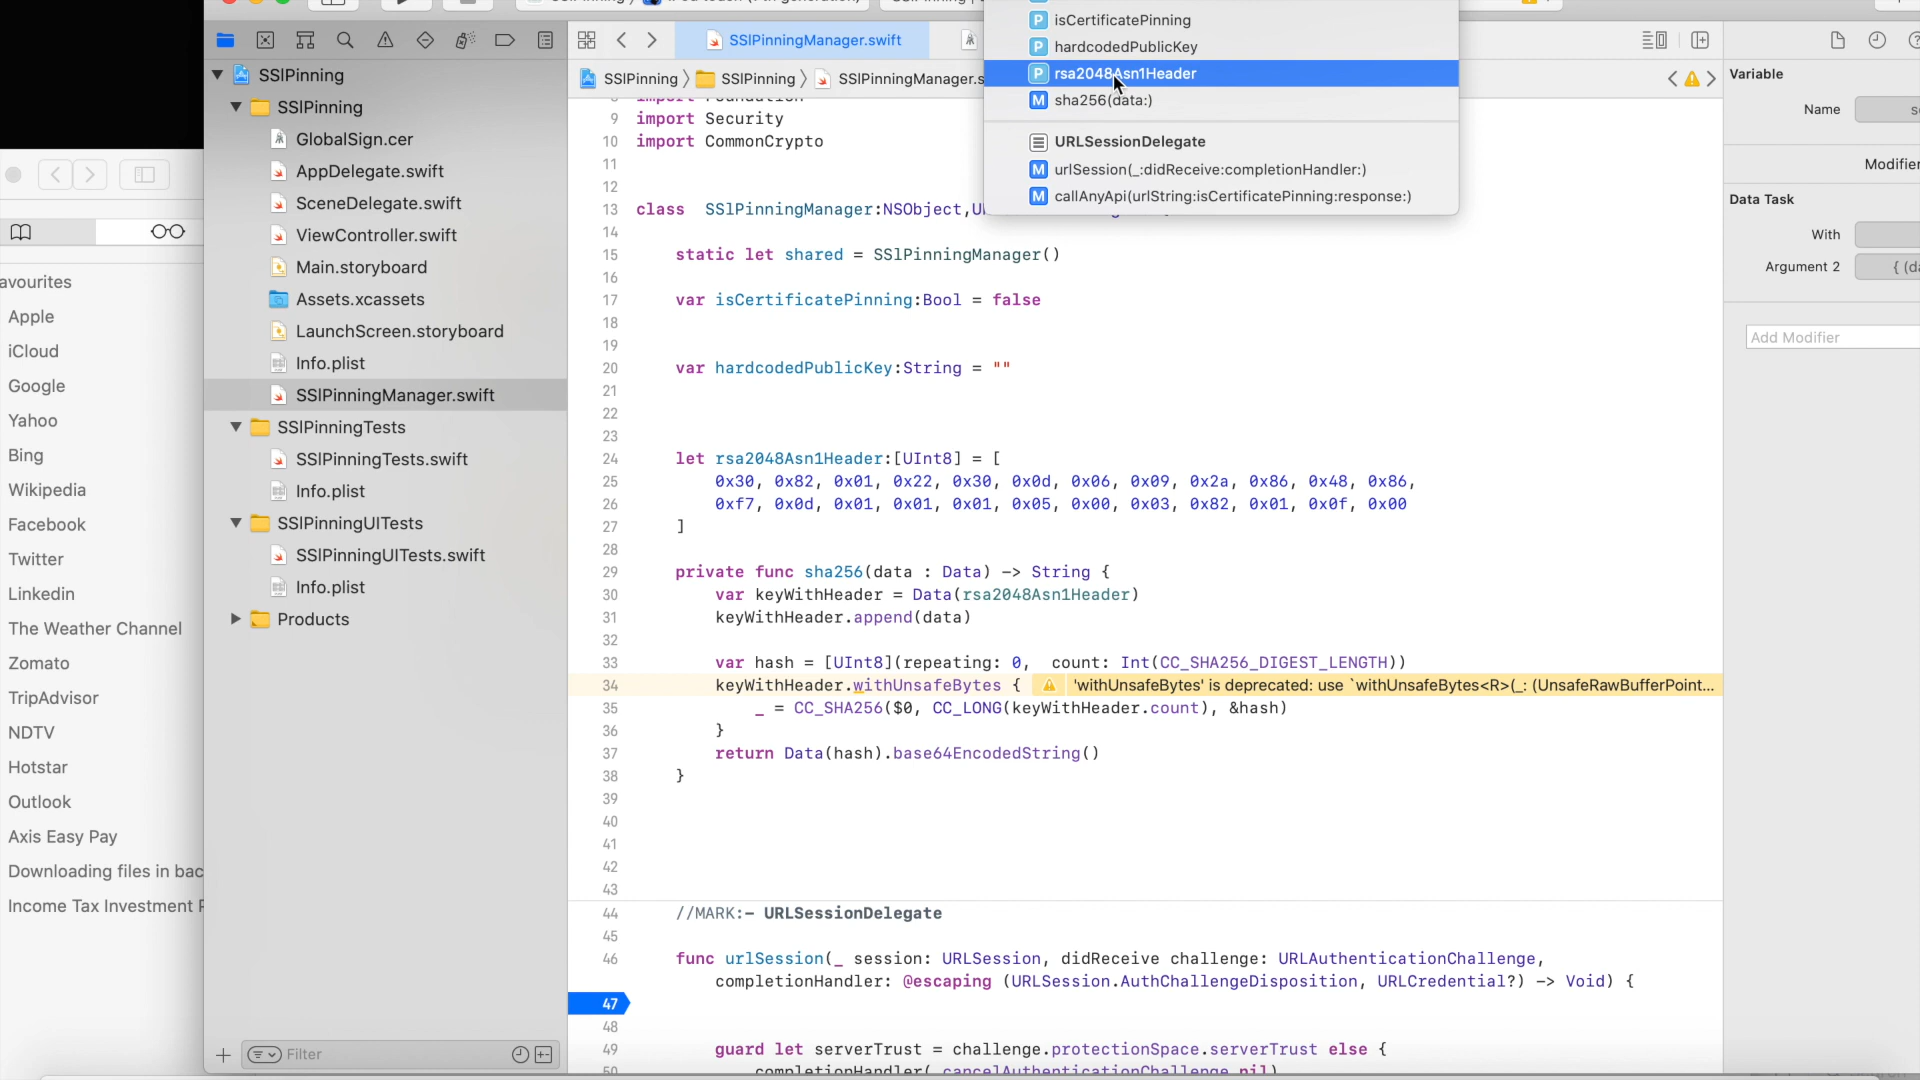 isCertificatePinning
hardcodedPublicKey
rsa2048Asn1Header
sha256(data:)
URLSessionDelegate
urlSession(_:didReceive:completionHandler:)
callAnyApi(urlString:isCertificatePinning:response:)
SSlPinningManager.swift
SSlPinning
SSlPinning
SSlPinningManager.s
SSlPinning
SSlPinning
GlobalSign.cer
AppDelegate.swift
SceneDelegate.swift
ViewController.swift
Main.storyboard
Assets.xcassets
LaunchScreen.storyboard
Info.plist
SSlPinningManager.swift
SSlPinningTests
SSlPinningTests.swift
Info.plist
SSlPinningUITests
SSlPinningUITests.swift
Info.plist
Products
Filter
avourites
Apple
iCloud
Google
Yahoo
Bing
Wikipedia
Facebook
Twitter
Linkedin
The Weather Channel
Zomato
TripAdvisor
NDTV
Hotstar
Outlook
Axis Easy Pay
Downloading files in bac
Income Tax Investment
9 import Security
10 import CommonCrypto
11
12
13 class SSlPinningManager:NSObject,U
14
15 static let shared = SSlPinningManager()
16
17 var isCertificatePinning:Bool = false
18
19
20 var hardcodedPublicKey:String = ""
21
22
23
24 let rsa2048Asn1Header:[UInt8] = [
25 0x30, 0x82, 0x01, 0x22, 0x30, 0x0d, 0x06, 0x09, 0x2a, 0x86, 0x48, 0x86,
26 0xf7, 0x0d, 0x01, 0x01, 0x01, 0x05, 0x00, 0x03, 0x82, 0x01, 0x0f, 0x00
27 ]
28
29 private func sha256(data : Data) -> String {
30 var keyWithHeader = Data(rsa2048Asn1Header)
31 keyWithHeader.append(data)
32
33 var hash = [UInt8](repeating: 0,  count: Int(CC_SHA256_DIGEST_LENGTH))
34 keyWithHeader.withUnsafeBytes { 'withUnsafeBytes' is deprecated: use `withUnsafeBytes<R>(_: (UnsafeRawBufferPoint...
35 _ = CC_SHA256($0, CC_LONG(keyWithHeader.count), &hash)
36 }
37 return Data(hash).base64EncodedString()
38 }
39
40
41
42
43
44 //MARK:- URLSessionDelegate
45
46 func urlSession(_ session: URLSession, didReceive challenge: URLAuthenticationChallenge,
completionHandler: @escaping (URLSession.AuthChallengeDisposition, URLCredential?) -> Void) {
47
48
49 guard let serverTrust = challenge.protectionSpace.serverTrust else {
50 completionHandler(.cancelAuthenticationChallenge,nil)
Variable
Name
Modifier
Data Task
With
Argument 2 { (da
Add Modifier